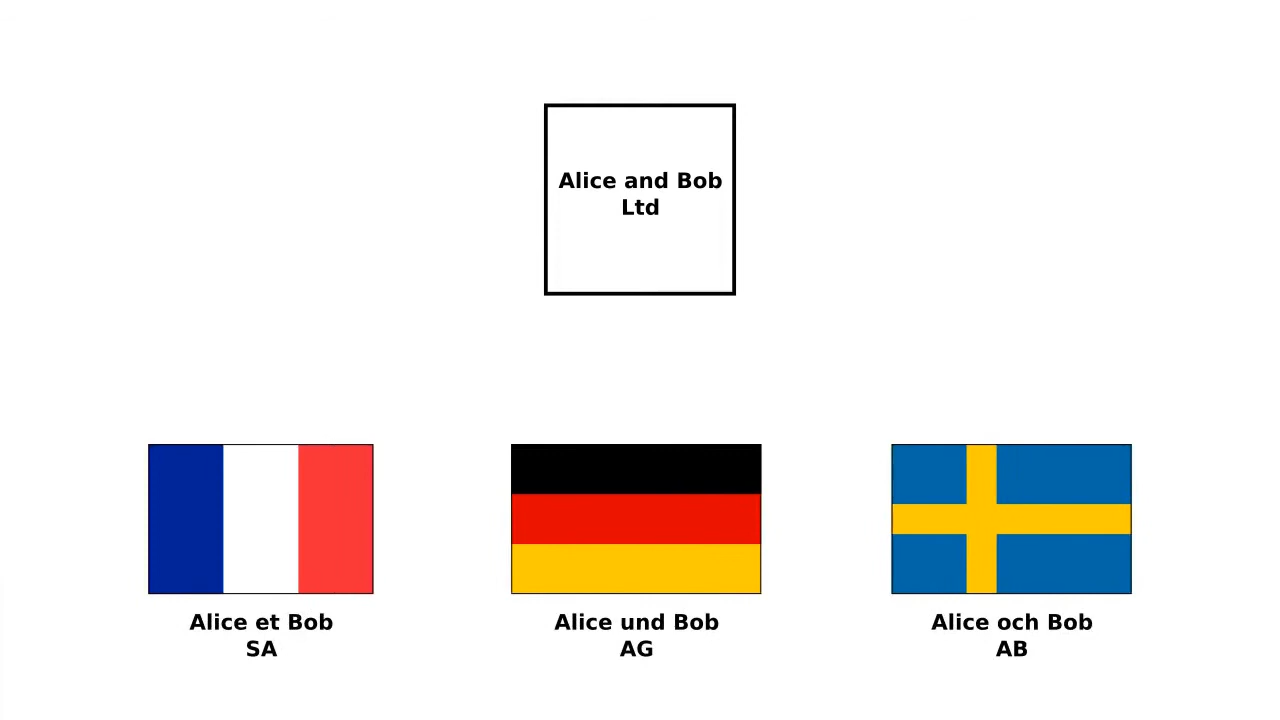 Alice and Bob
Ltd
Alice et Bob
SA
Alice und Bob
AG
Alice och Bob
AB